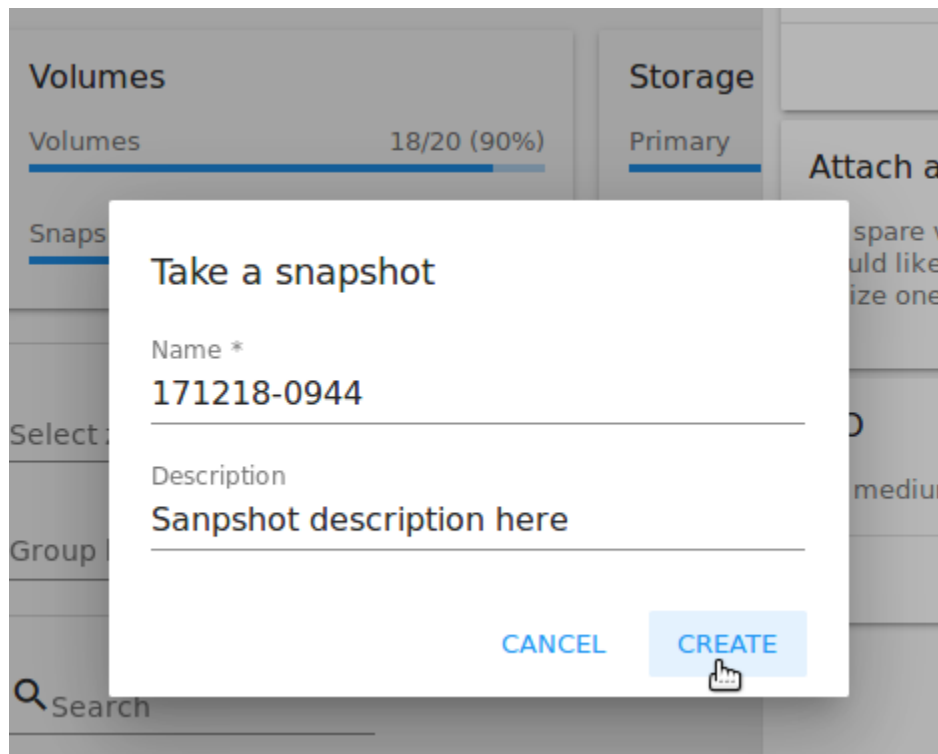 Volumes
Volumes 18/20 (90%)
Snaps
Storage
Primary
Attach a
spare
uld like
ize one
Take a snapshot
Name *
171218-0944
Description
Sanpshot description here
CANCEL CREATE
Select
Group
mediu
Search